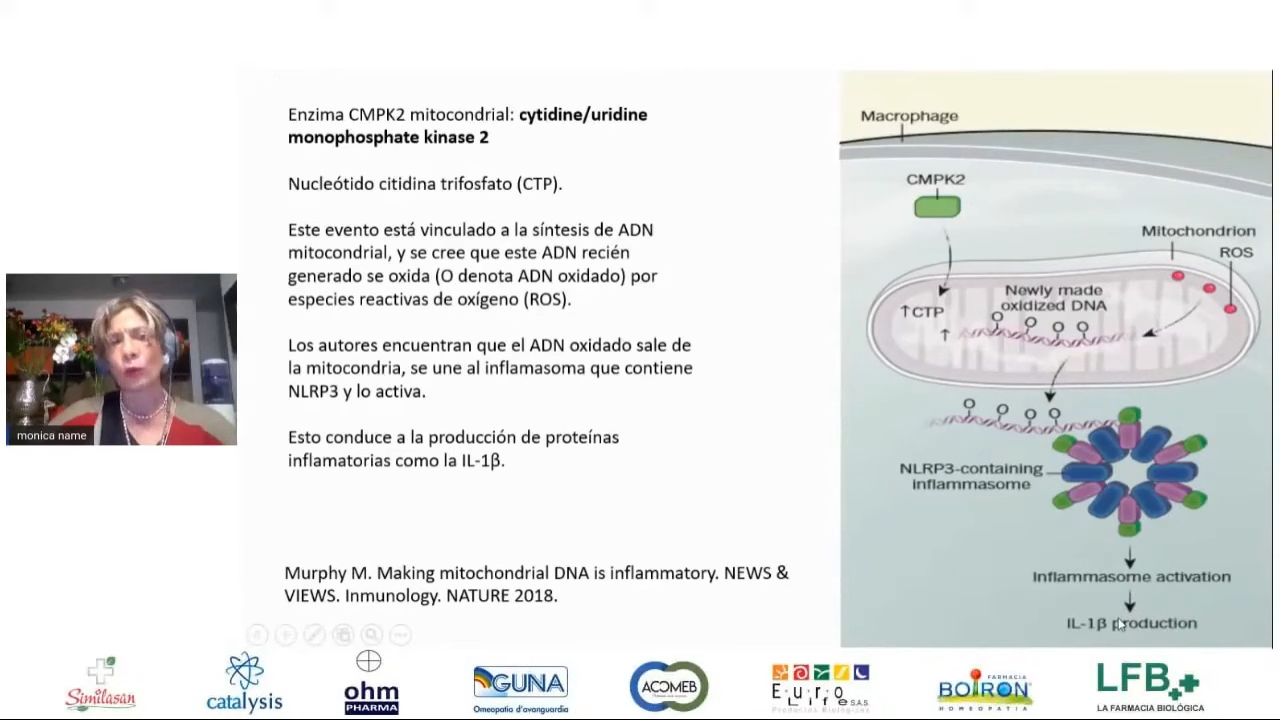 Enzima CMPK2 mitocondrial: cytidine/uridine
monophosphate kinase 2
Nucleótido citidina trifosfato (CTP).
Este evento está vinculado a la síntesis de ADN
mitocondrial, y se cree que este ADN recién
generado se oxida (O denota ADN oxidado) por
especies reactivas de oxígeno (ROS).
Los autores encuentran que el ADN oxidado sale de
la mitocondria, se une al inflamasoma que contiene
NLRP3 y lo activa.
Esto conduce a la producción de proteínas
inflamatorias como la IL-1β.
Murphy M. Making mitochondrial DNA is inflammatory. NEWS &
VIEWS. Inmunology. NATURE 2018.
monica name
Macrophage
CMPK2
Mitochondrion
ROS
Newly made
oxidized DNA
↑CTP
↑
O O O O
O O O O
NLRP3-containing
inflammasome
Inflammasome activation
IL-1β production
Similasan
catalysis
ohm
PHARMA
GUNA
Omeopatia d'avanguardia
ACOMEB
Euro
Life S.A.S.
Productos Biológicos
FARMACIA
BOIRON
HOMEOPATIA
LFB
LA FARMACIA BIOLÓGICA